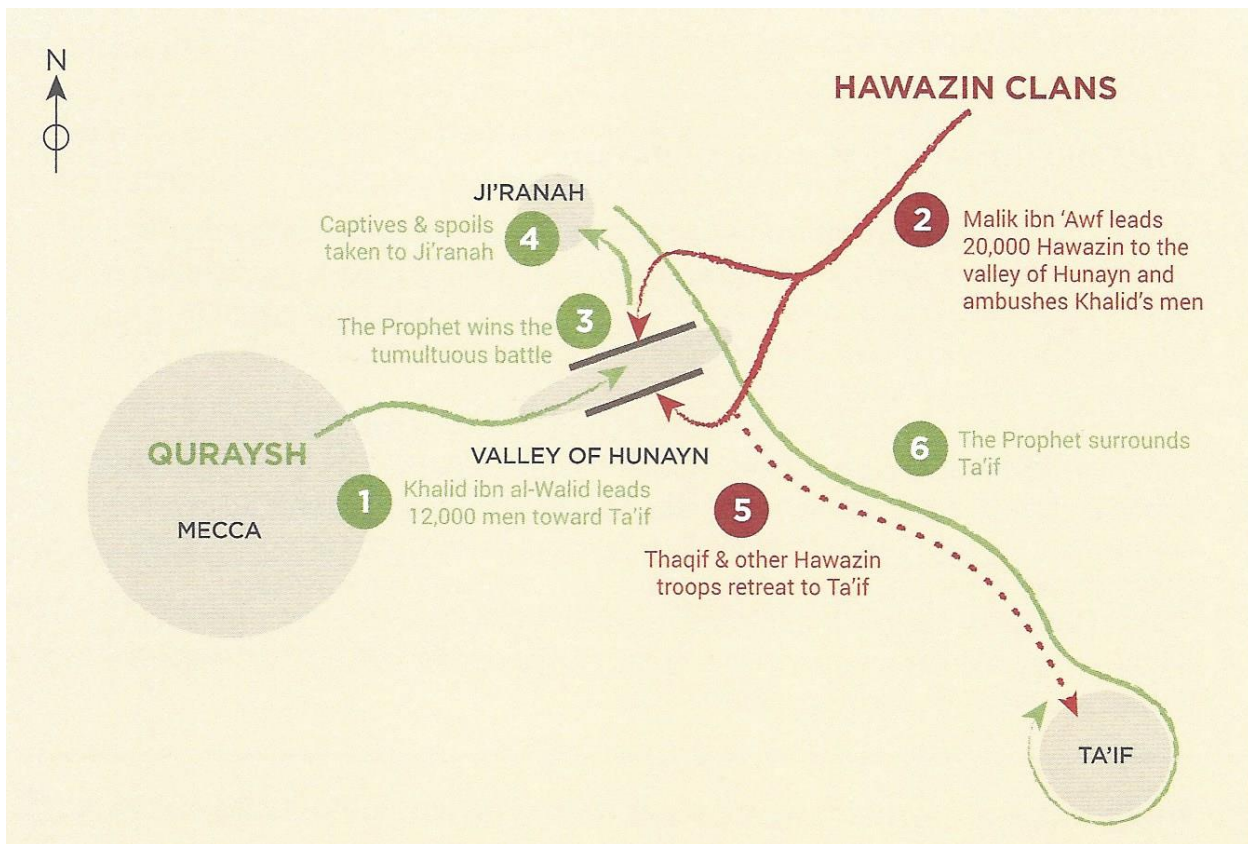 N
HAWAZIN CLANS
JI’RANAH
4
Captives & spoils
taken to Ji’ranah
2
Malik ibn ‘Awf leads
20,000 Hawazin to the
valley of Hunayn and
ambushes Khalid’s men
3
The Prophet wins the
tumultuous battle
QURAYSH
MECCA
VALLEY OF HUNAYN
1
Khalid ibn al-Walid leads
12,000 men toward Ta’if
6
The Prophet surrounds
Ta’if
5
Thaqif & other Hawazin
troops retreat to Ta’if
TA’IF